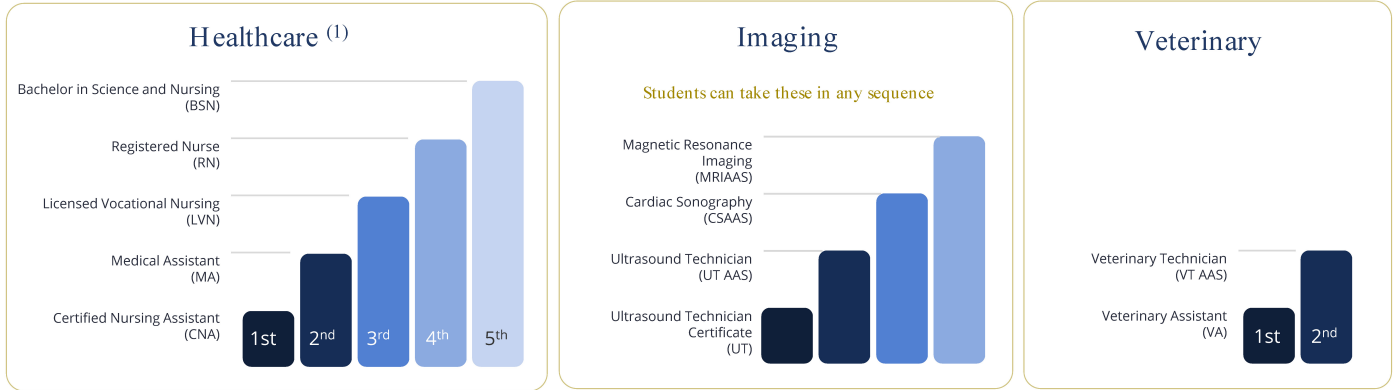 Healthcare (1)
Bachelor in Science and Nursing
(BSN)
Registered Nurse
(RN)
Licensed Vocational Nursing
(LVN)
Medical Assistant
(MA)
Certified Nursing Assistant
(CNA)
1st
2nd
3rd
4th
5th
Imaging
Students can take these in any sequence
Magnetic Resonance
Imaging
(MRIAAS)
Cardiac Sonography
(CSAAS)
Ultrasound Technician
(UT AAS)
Ultrasound Technician
Certificate
(UT)
Veterinary
Veterinary Technician
(VT AAS)
Veterinary Assistant
(VA)
1st
2nd